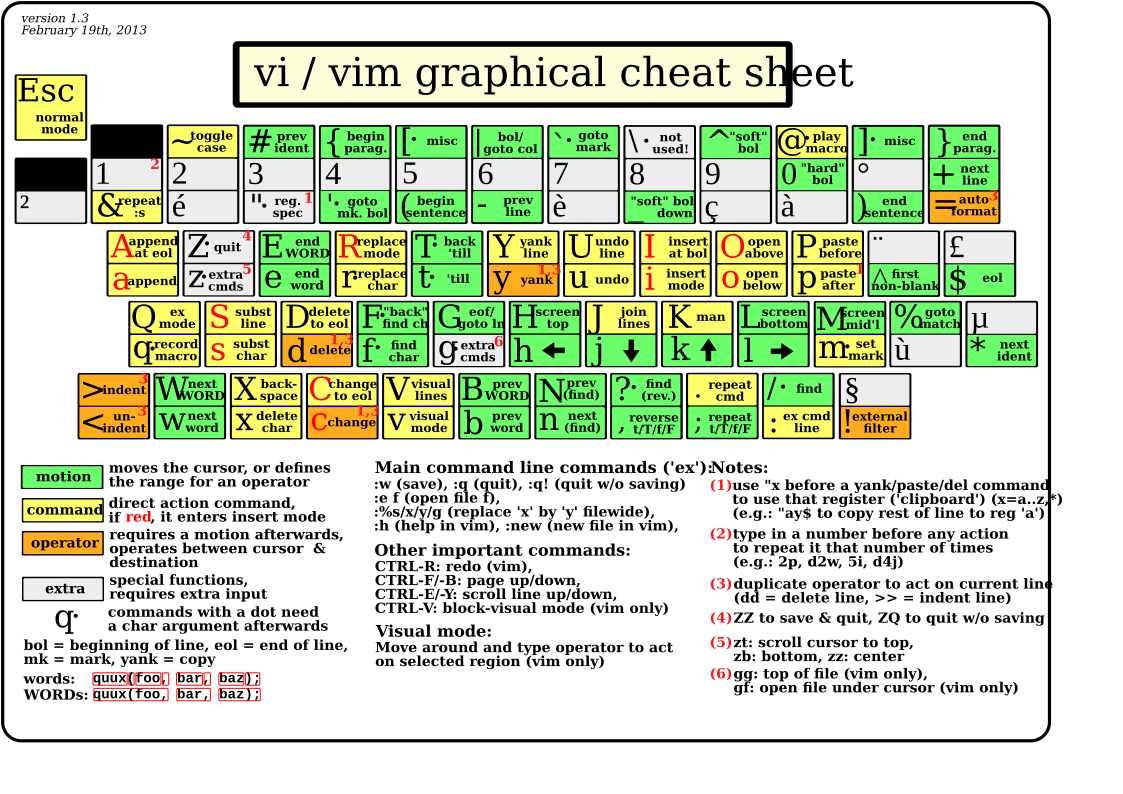 version 1.3
February 19th, 2013
vi / vim graphical cheat sheet
Esc normal mode
~ toggle case
# prev ident
{ begin parag.
[· misc
| bol/ goto col
`· goto mark
\· not used!
^ "soft" bol
@· play macro
]· misc
} end parag.
1 2
2
3
4
5
6
7
8
9
0 "hard" bol
°
+ next line
2
& repeat :s
é
"· reg. spec 1
'· goto mk. bol
( begin sentence
- prev line
è
_ "soft" bol down
ç
à
) end sentence
= auto format 3
A append at eol
Z· quit 4
E end WORD
R replace mode
T· back 'till
Y yank line
U undo line
I insert at bol
O open above
P paste before
¨
£
a append
z· extra cmds 5
e end word
r· replace char
t· 'till
y yank 1,3
u undo
i insert mode
o open below
p paste after 1
^ first non-blank
$ eol
Q ex mode
S subst line
D delete to eol
F· "back" find ch
G eof/ goto ln
H screen top
J join lines
K man
L screen bottom
M screen mid'l
% goto match
µ
q· record macro
s subst char
d delete 1,3
f· find char
g· extra cmds 6
h
j
k
l
m· set mark
ù
* next ident
> indent 3
W next WORD
X back-space
C change to eol
V visual lines
B prev WORD
N prev (find)
?· find (rev.)
. repeat cmd
/· find
§
< un-indent 3
w next word
x delete char
c change 1,3
v visual mode
b prev word
n next (find)
, reverse t/T/f/F
; repeat t/T/f/F
: ex cmd line
! external filter
motion
moves the cursor, or defines
the range for an operator
command
direct action command,
if red, it enters insert mode
operator
requires a motion afterwards,
operates between cursor &
destination
extra
special functions,
requires extra input
q·
commands with a dot need
a char argument afterwards
bol = beginning of line, eol = end of line,
mk = mark, yank = copy
words: quux(foo, bar, baz);
WORDs: quux(foo, bar, baz);
Main command line commands ('ex'):
:w (save), :q (quit), :q! (quit w/o saving)
:e f (open file f),
:%s/x/y/g (replace 'x' by 'y' filewide),
:h (help in vim), :new (new file in vim),
Other important commands:
CTRL-R: redo (vim),
CTRL-F/-B: page up/down,
CTRL-E/-Y: scroll line up/down,
CTRL-V: block-visual mode (vim only)
Visual mode:
Move around and type operator to act
on selected region (vim only)
Notes:
(1) use "x before a yank/paste/del command
to use that register ('clipboard') (x=a..z,*)
(e.g.: "ay$ to copy rest of line to reg 'a')
(2) type in a number before any action
to repeat it that number of times
(e.g.: 2p, d2w, 5i, d4j)
(3) duplicate operator to act on current line
(dd = delete line, >> = indent line)
(4) ZZ to save & quit, ZQ to quit w/o saving
(5) zt: scroll cursor to top,
zb: bottom, zz: center
(6) gg: top of file (vim only),
gf: open file under cursor (vim only)